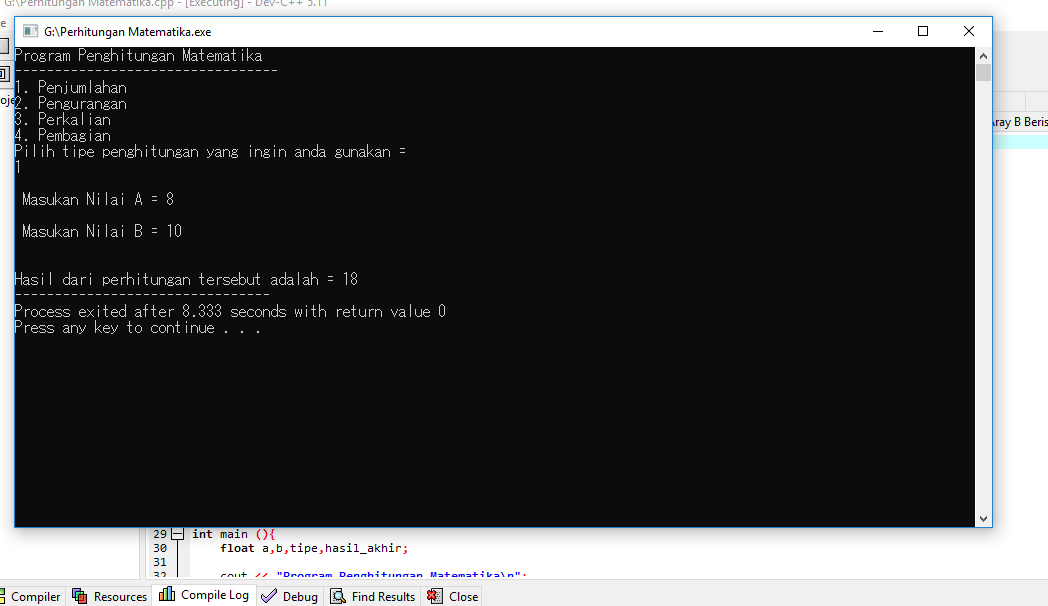 G:\Perhitungan Matematika.cpp - [Executing] - Dev-C++ 5.11
G:\Perhitungan Matematika.exe
Program Penghitungan Matematika
---------------------------------
1. Penjumlahan
2. Pengurangan
3. Perkalian
4. Pembagian
Pilih tipe penghitungan yang ingin anda gunakan =
1
Masukan Nilai A = 8
Masukan Nilai B = 10
Hasil dari perhitungan tersebut adalah = 18
--------------------------------
Process exited after 8.333 seconds with return value 0
Press any key to continue . . .
oje
ray B Beris
29 int main (){
30 float a,b,tipe,hasil_akhir;
31
32 cout << "Program Penghitungan Matematika\n";
Compiler Resources Compile Log Debug Find Results Close